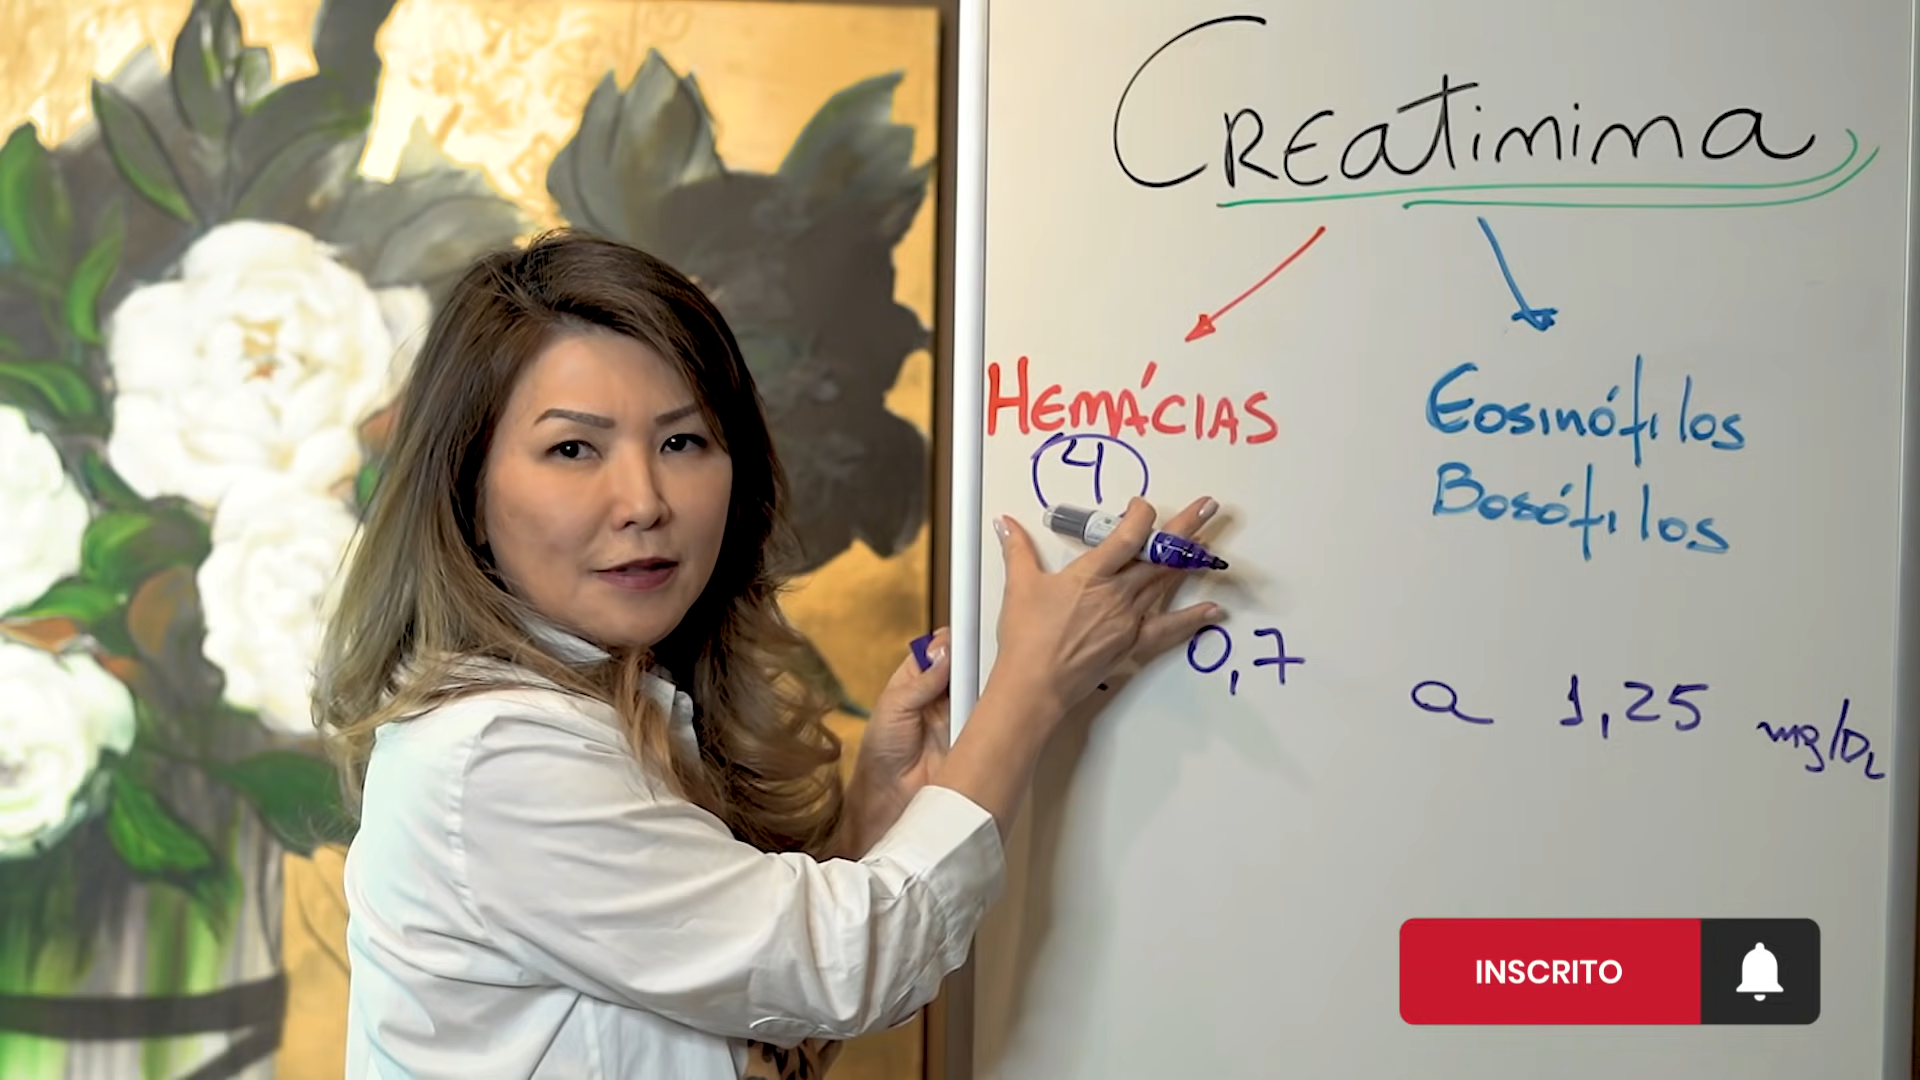 Creatinina
Hemácias
4
Eosinófilos
Basófilos
0,7 a 1,25 mg/DL
INSCRITO